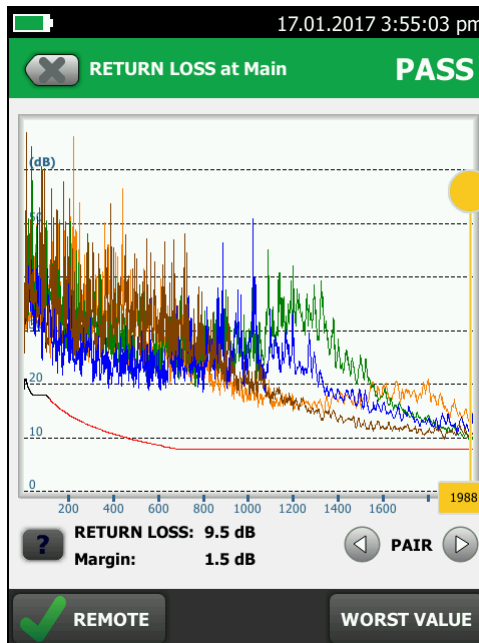 17.01.2017 3:55:03 pm
RETURN LOSS at Main
PASS
(dB)
20
10
0
200 400 600 800 1000 1200 1400 1600
1988
? RETURN LOSS: 9.5 dB
Margin: 1.5 dB
PAIR
REMOTE
WORST VALUE